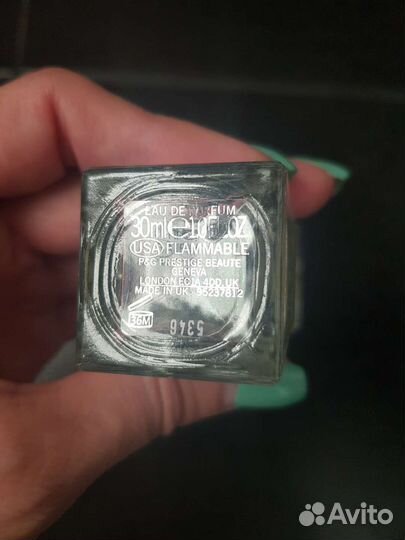 EAU DE PARFUM
30ml e 1.0 FL. OZ
USA FLAMMABLE
P&G PRESTIGE BEAUTE
GENEVA
LONDON EC1A 4DD, UK
MADE IN UK 95237812
36M
5346
Avito